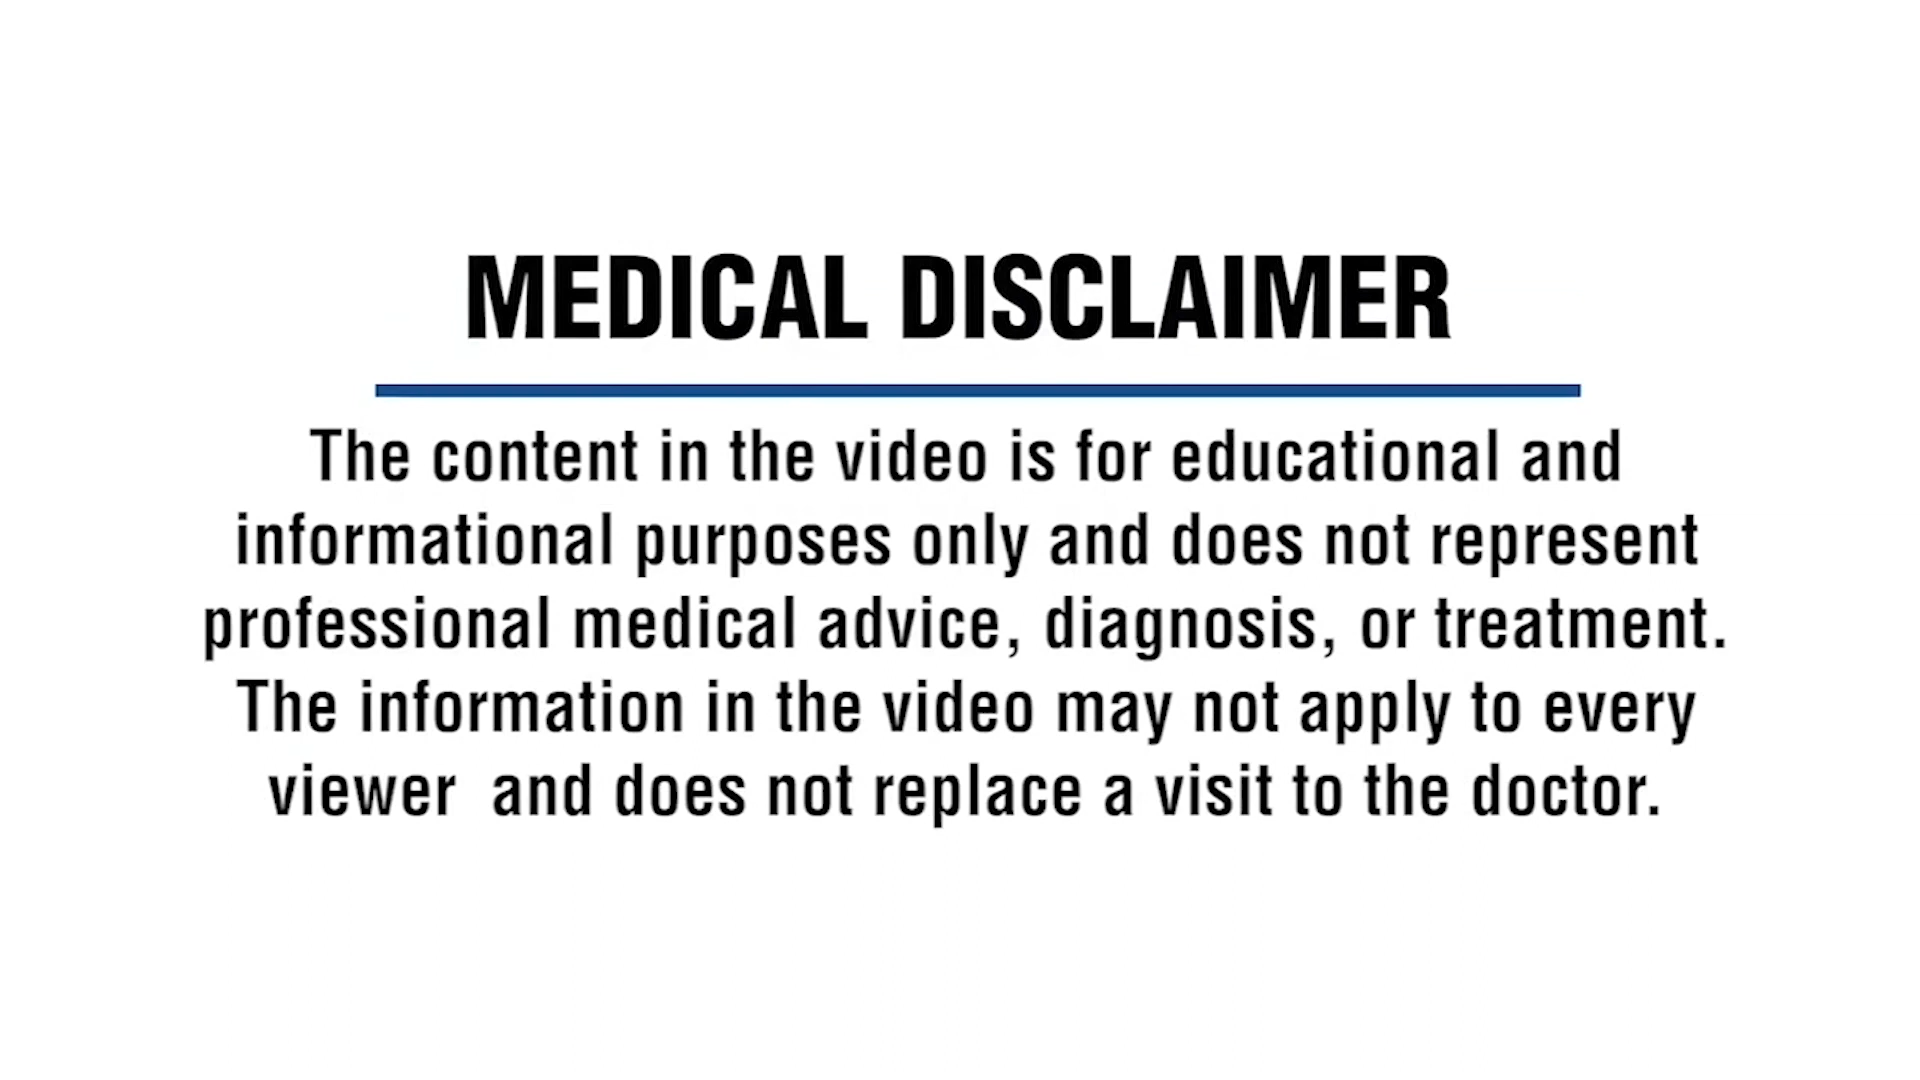 MEDICAL DISCLAIMER
The content in the video is for educational and
informational purposes only and does not represent
professional medical advice, diagnosis, or treatment.
The information in the video may not apply to every
viewer  and does not replace a visit to the doctor.